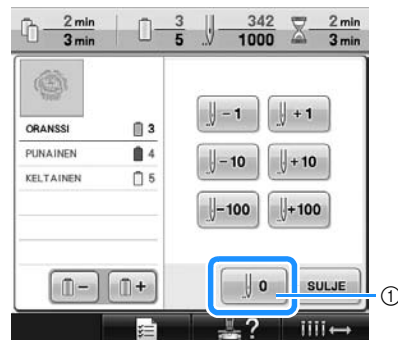 2 min
3 min
3
5
342
1000
2 min
3 min
ORANSSI 3
PUNAINEN 4
KELTAINEN 5
-1
+1
-10
+10
-100
+100
-
+
0
SULJE
①
?